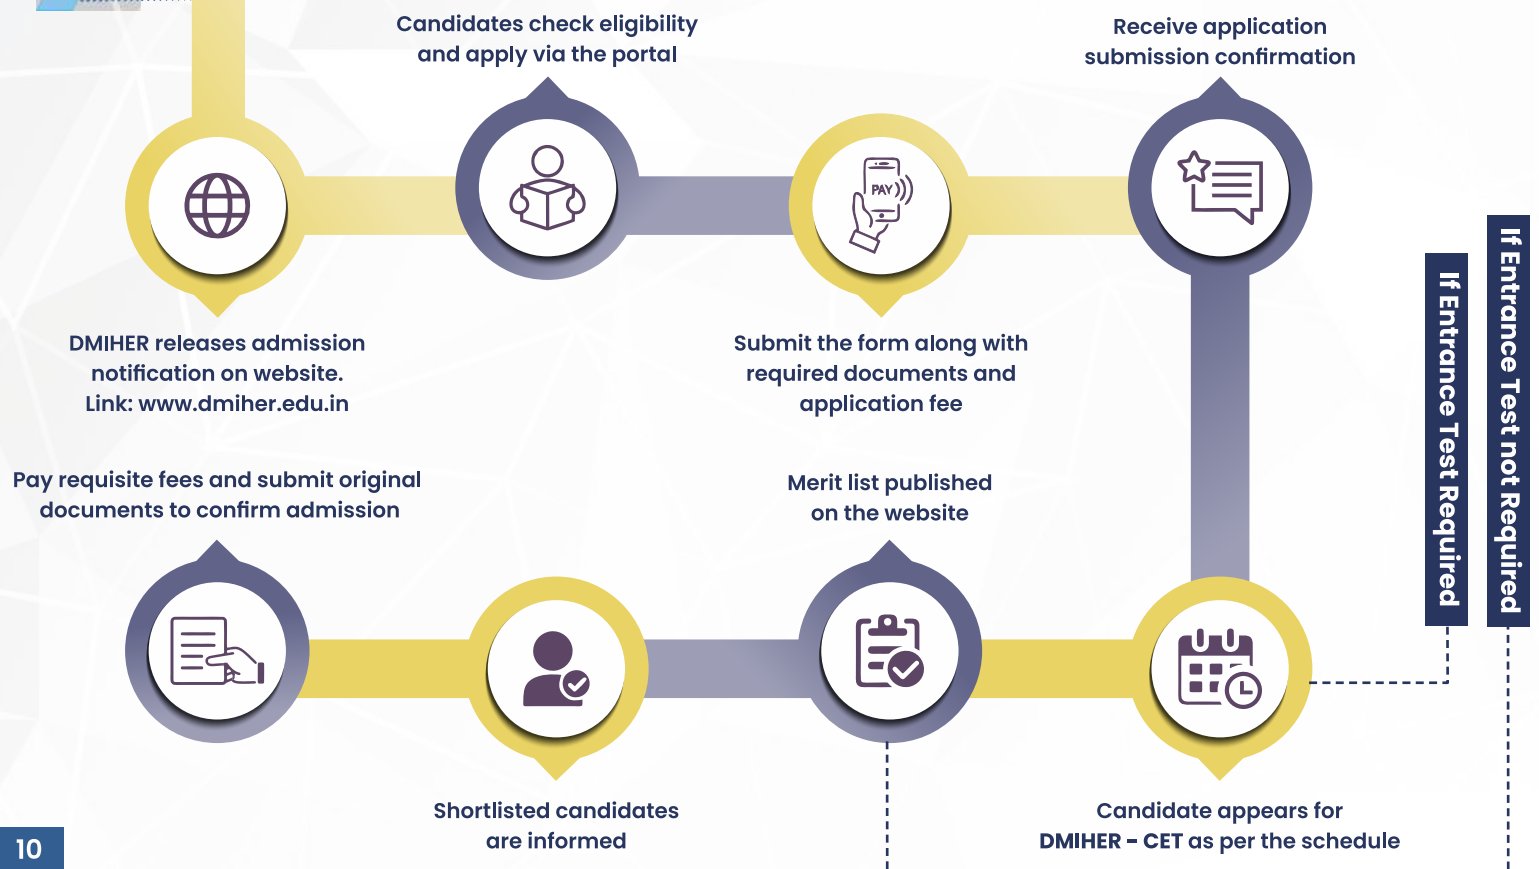 Candidates check eligibility
and apply via the portal
Receive application
submission confirmation
PAY
DMIHER releases admission
notification on website.
Link: www.dmiher.edu.in
Submit the form along with
required documents and
application fee
If Entrance Test Required
If Entrance Test not Required
Pay requisite fees and submit original
documents to confirm admission
Merit list published
on the website
Shortlisted candidates
are informed
Candidate appears for
DMIHER - CET as per the schedule
10